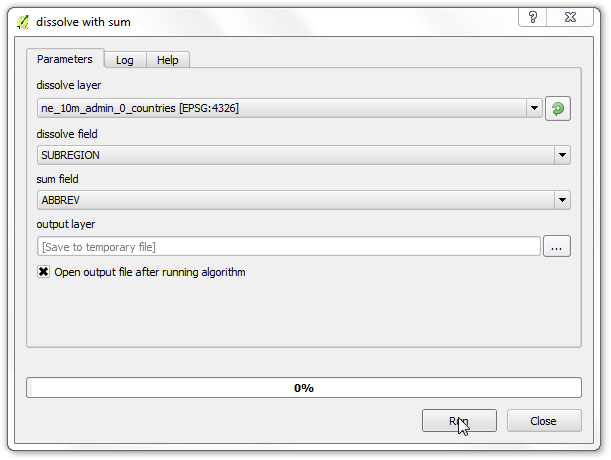 dissolve with sum
Parameters Log Help
dissolve layer
ne_10m_admin_0_countries [EPSG:4326]
dissolve field
SUBREGION
sum field
ABBREV
output layer
[Save to temporary file] ...
Open output file after running algorithm
0%
Run Close